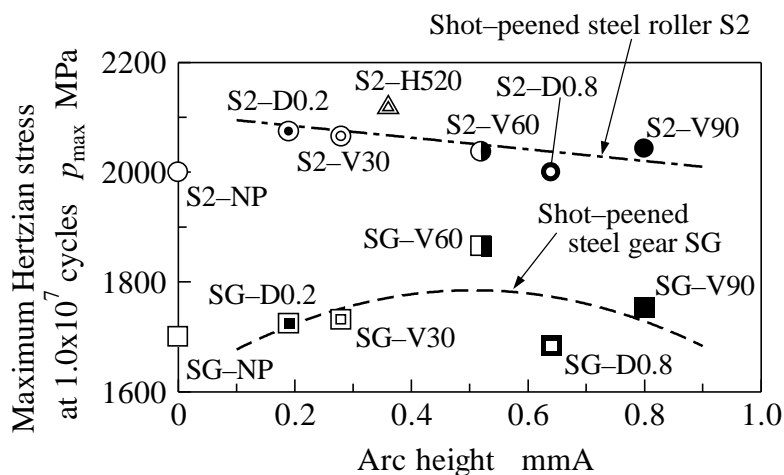 Shot–peened steel roller S2
2200
S2–H520
S2–D0.2
S2–D0.8
S2–V60
S2–V90
S2–V30
2000
S2–NP
Shot–peened
steel gear SG
SG–V60
1800
SG–D0.2
SG–V90
SG–V30
SG–NP
SG–D0.8
1600
0
0.2
0.4
0.6
0.8
1.0
Arc height mmA
Maximum Hertzian stress
at 1.0x10⁷ cycles pmax MPa